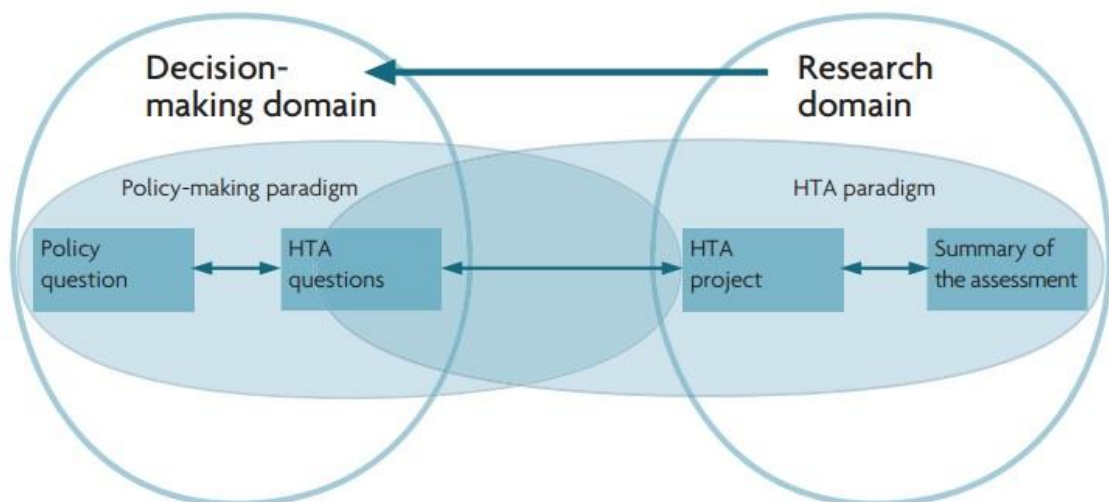 Decision-
making domain
Research
domain
Policy-making paradigm
HTA paradigm
Policy
question
HTA
questions
HTA
project
Summary of
the assessment